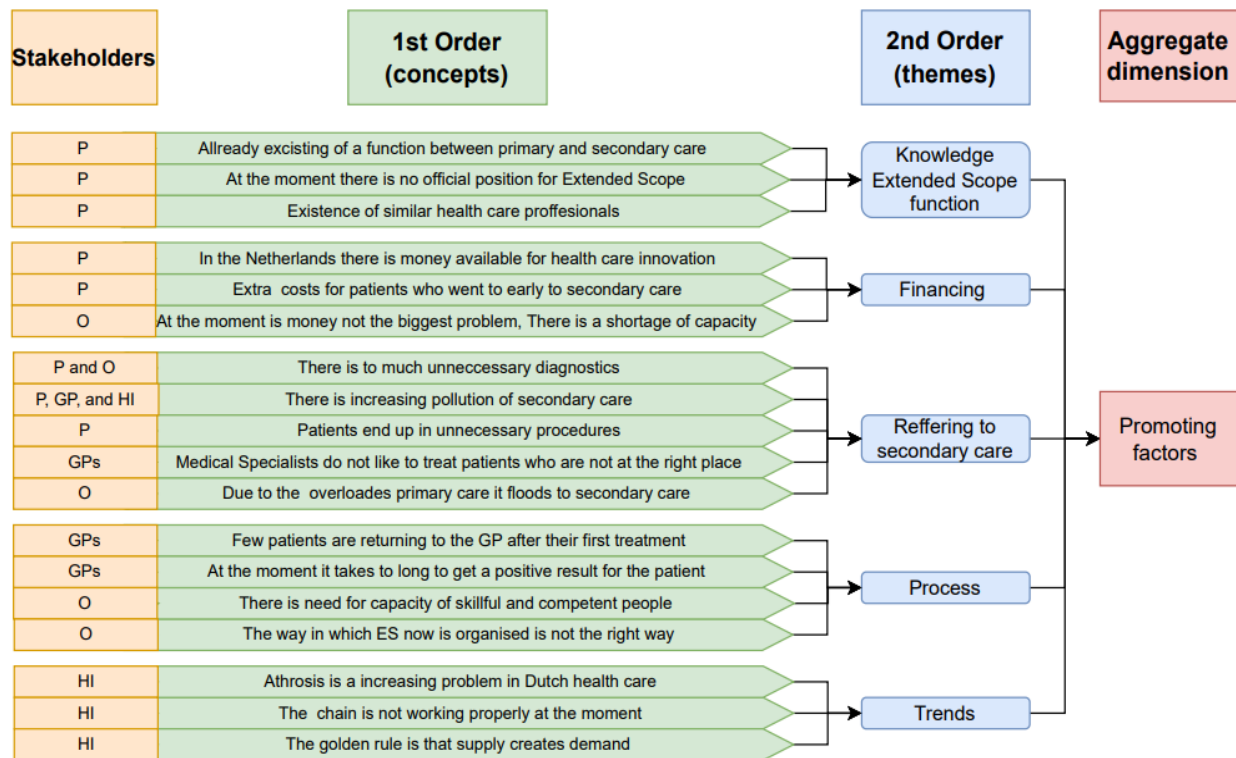 Stakeholders
1st Order
(concepts)
2nd Order
(themes)
Aggregate
dimension
P
Allready excisting of a function between primary and secondary care
P
At the moment there is no official position for Extended Scope
P
Existence of similar health care proffesionals
Knowledge
Extended Scope
function
P
In the Netherlands there is money available for health care innovation
P
Extra costs for patients who went to early to secondary care
O
At the moment is money not the biggest problem, There is a shortage of capacity
Financing
P and O
There is to much unneccessary diagnostics
P, GP, and HI
There is increasing pollution of secondary care
P
Patients end up in unnecessary procedures
GPs
Medical Specialists do not like to treat patients who are not at the right place
O
Due to the overloades primary care it floods to secondary care
Reffering to
secondary care
Promoting
factors
GPs
Few patients are returning to the GP after their first treatment
GPs
At the moment it takes to long to get a positive result for the patient
O
There is need for capacity of skillful and competent people
O
The way in which ES now is organised is not the right way
Process
HI
Athrosis is a increasing problem in Dutch health care
HI
The chain is not working properly at the moment
HI
The golden rule is that supply creates demand
Trends